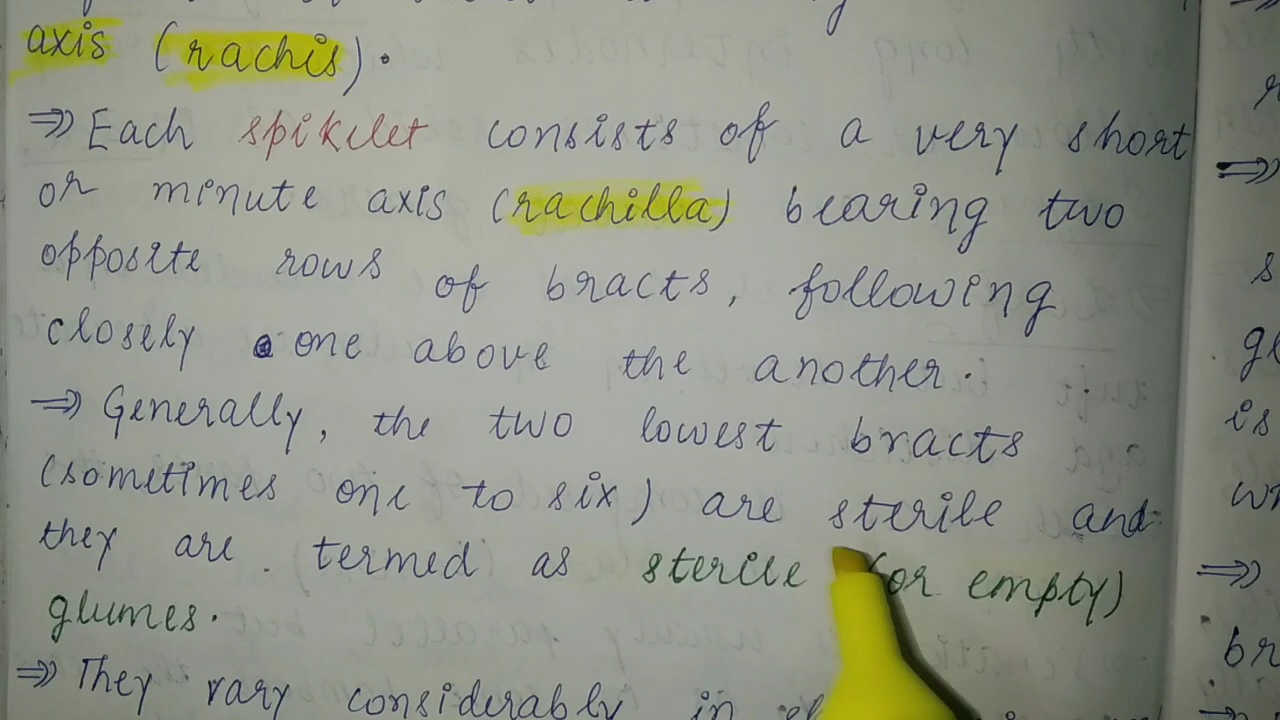 axis (rachis).
⇒ Each spikelet consists of a very short
or minute axis (rachilla) bearing two
opposite rows of bracts, following
closely one above the another.
⇒ Generally, the two lowest bracts
(sometimes one to six) are sterile and
they are termed as sterile (or empty)
glumes.
⇒ They vary considerably in